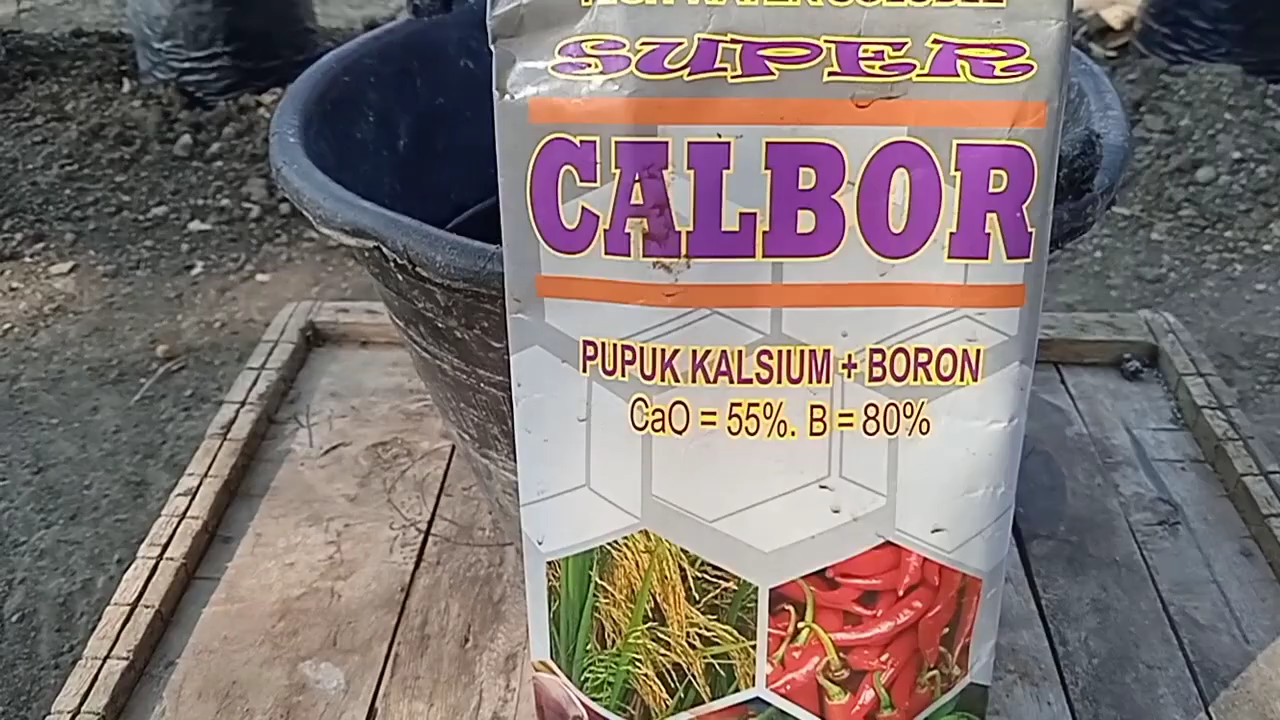 SUPER
CALBOR
PUPUK KALSIUM + BORON
CaO = 55%. B = 80%